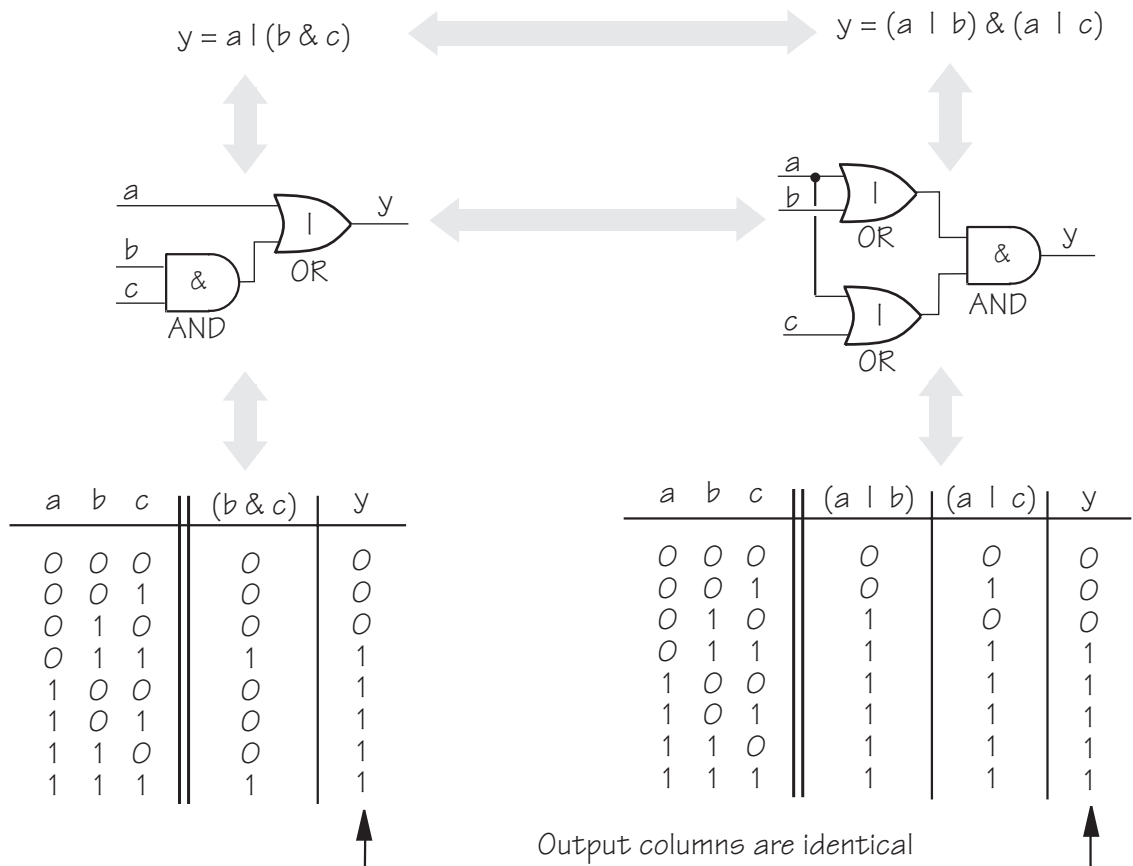 y = a | (b & c)
y = (a | b) & (a | c)
a
b
c
&
AND
|
OR
y
a
b
c
|
OR
|
OR
&
AND
y
a b c (b & c) y
0 0 0 0 0
0 0 1 0 0
0 1 0 0 0
0 1 1 1 1
1 0 0 0 1
1 0 1 0 1
1 1 0 0 1
1 1 1 1 1
a b c (a | b) (a | c) y
0 0 0 0 0 0
0 0 1 0 1 0
0 1 0 1 0 0
0 1 1 1 1 1
1 0 0 1 1 1
1 0 1 1 1 1
1 1 0 1 1 1
1 1 1 1 1 1
Output columns are identical